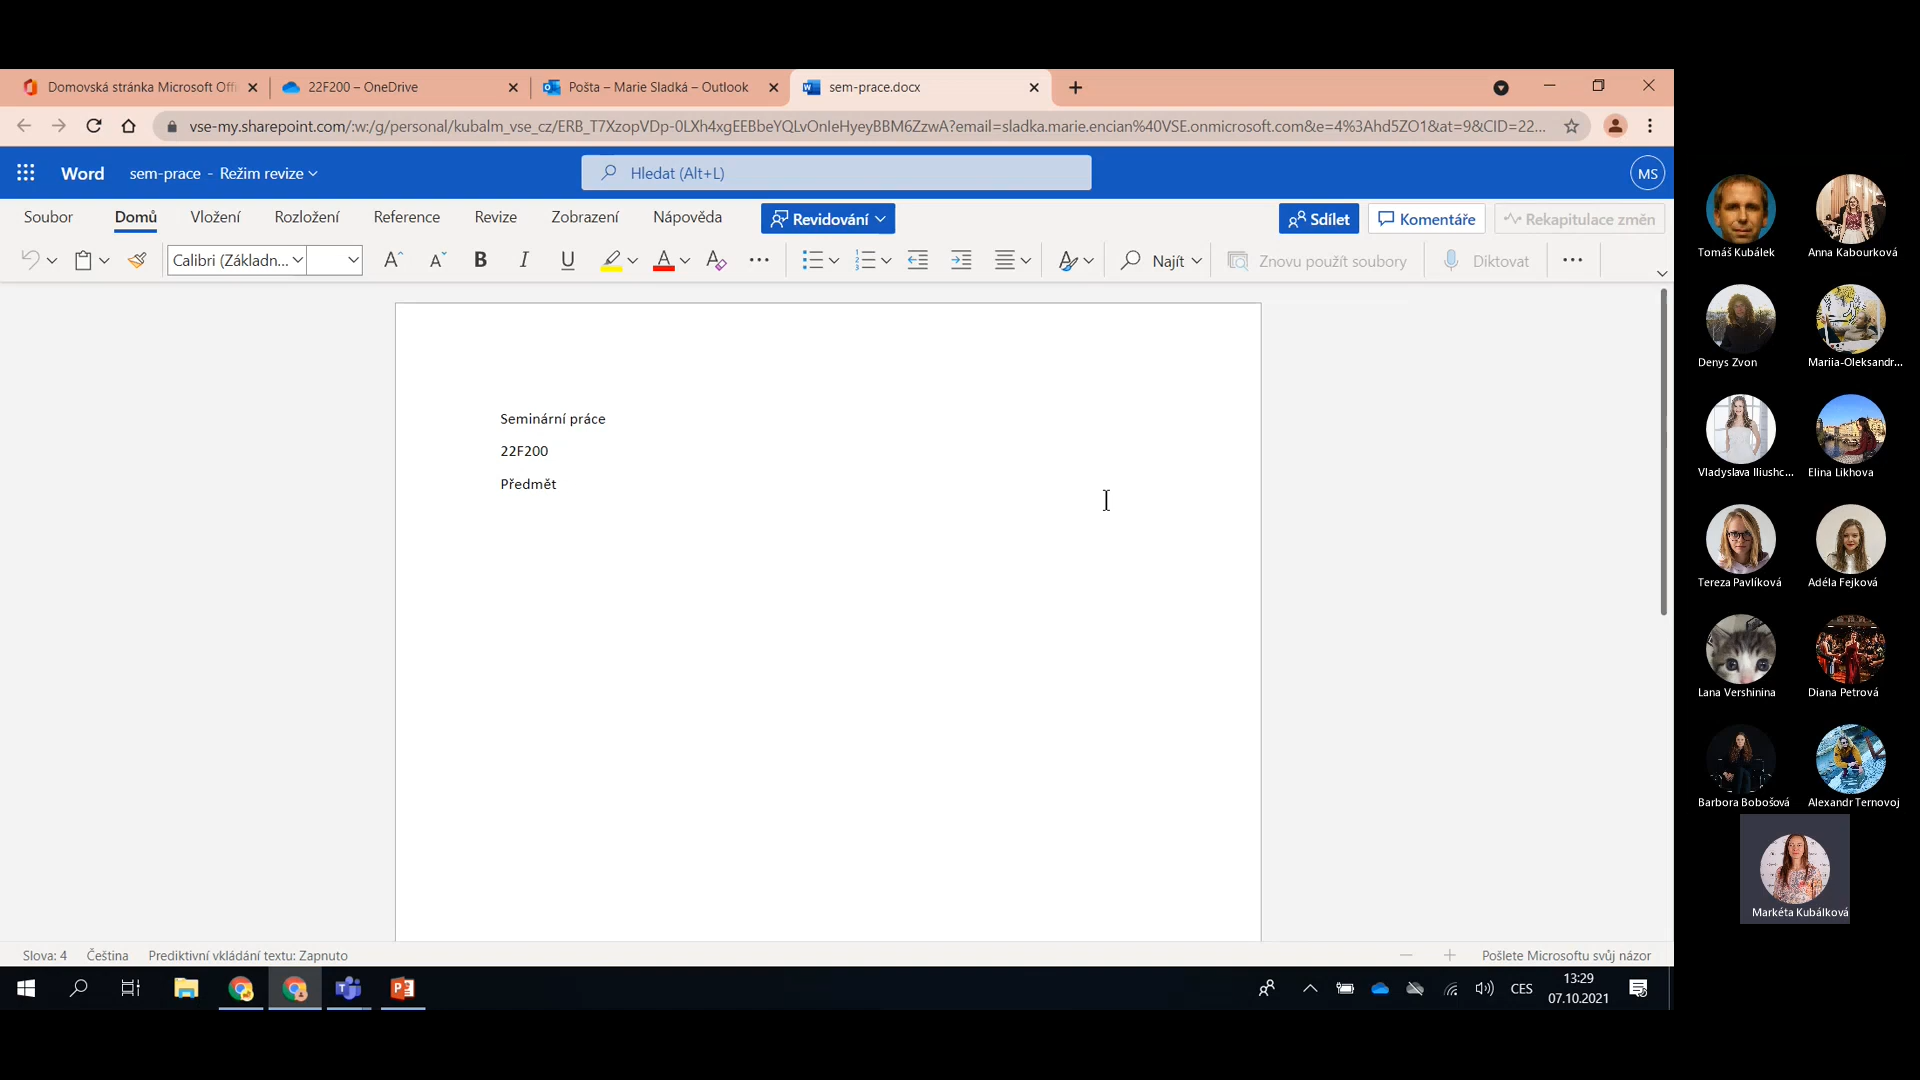 Domovská stránka Microsoft Offi
22F200 – OneDrive
Pošta – Marie Sladká – Outlook
sem-prace.docx
vse-my.sharepoint.com/:w:/g/personal/kubalm_vse_cz/ERB_T7XzopVDp-0LXh4xgEEBbeYQLvOnIeHyeyBBM6ZzwA?email=sladka.marie.encian%40VSE.onmicrosoft.com&e=4%3Ahd5ZO1&at=9&CID=22...
Word
sem-prace - Režim revize
Hledat (Alt+L)
MS
Soubor
Domů
Vložení
Rozložení
Reference
Revize
Zobrazení
Nápověda
Revidování
Sdílet
Komentáře
Rekapitulace změn
Calibri (Základn...
Najít
Znovu použít soubory
Diktovat
Seminární práce
22F200
Předmět
Slova: 4
Čeština
Prediktivní vkládání textu: Zapnuto
Pošlete Microsoftu svůj názor
CES
13:29
07.10.2021
Tomáš Kubálek
Anna Kabourková
Denys Zvon
Mariia-Oleksandr...
Vladyslava Iliushc...
Elina Likhova
Tereza Pavlíková
Adéla Fejková
Lana Vershinina
Diana Petrová
Barbora Bobošová
Alexandr Ternovoj
Markéta Kubálková